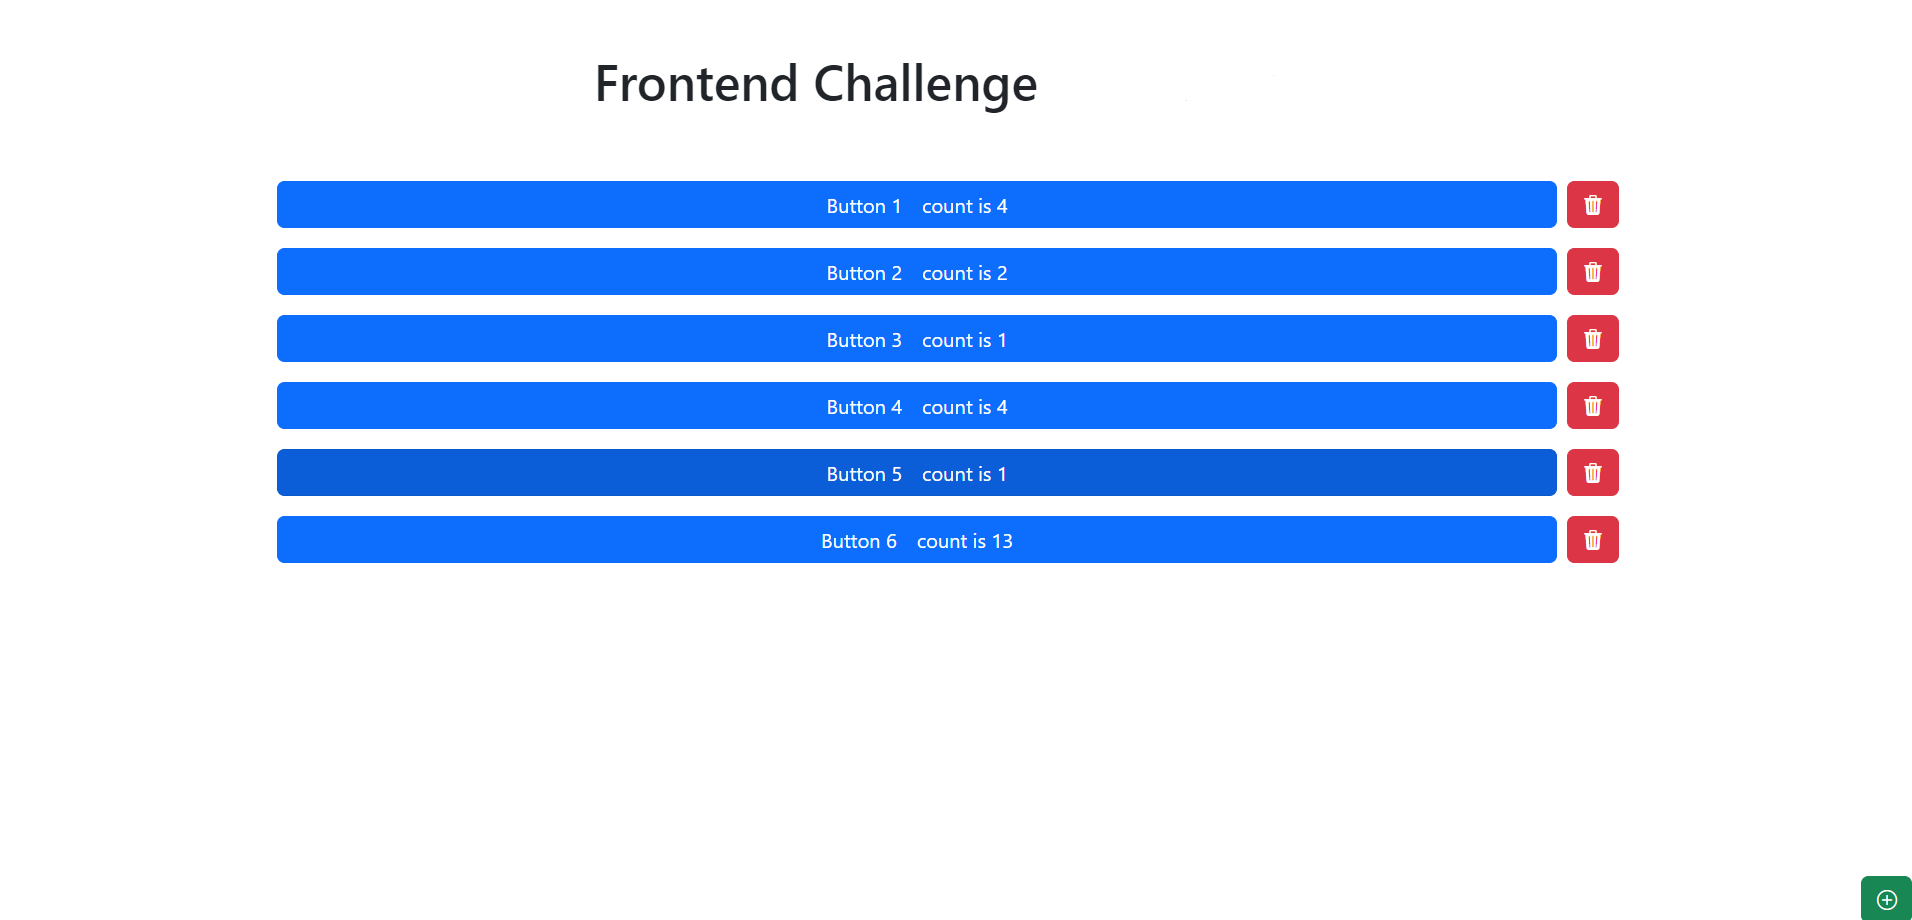 Frontend Challenge
Button 1 count is 4
Button 2 count is 2
Button 3 count is 1
Button 4 count is 4
Button 5 count is 1
Button 6 count is 13